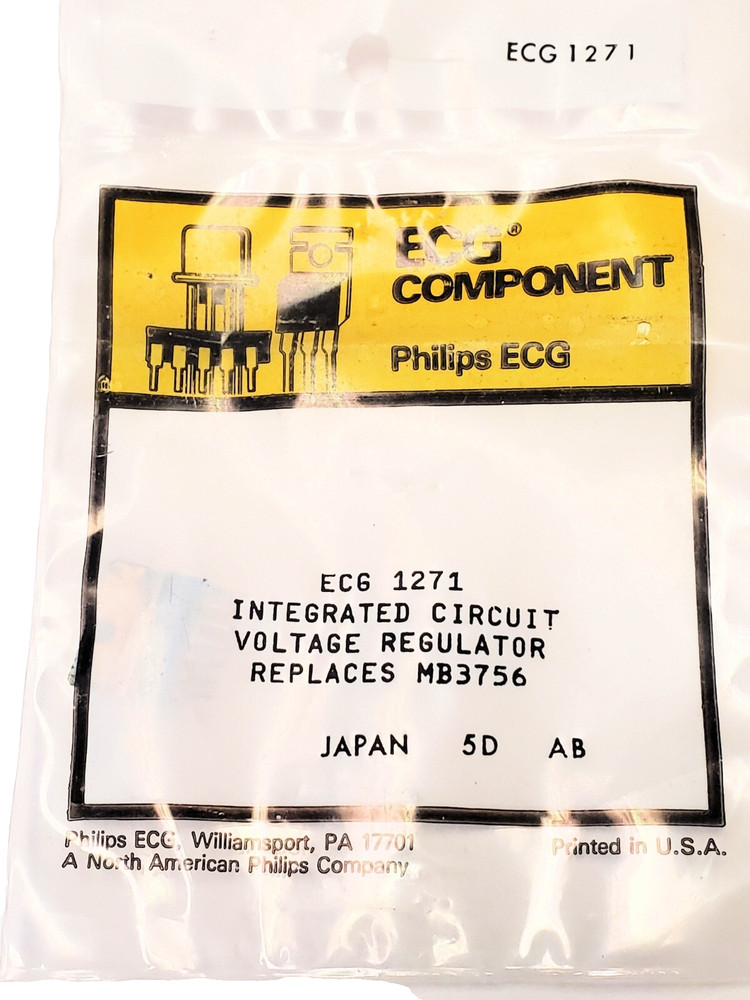 ECG 1271
ECG®
COMPONENT
Philips ECG
ECG 1271
INTEGRATED CIRCUIT
VOLTAGE REGULATOR
REPLACES MB3756
JAPAN 5D AB
Philips ECG, Williamsport, PA 17701
A North American Philips Company
Printed in U.S.A.